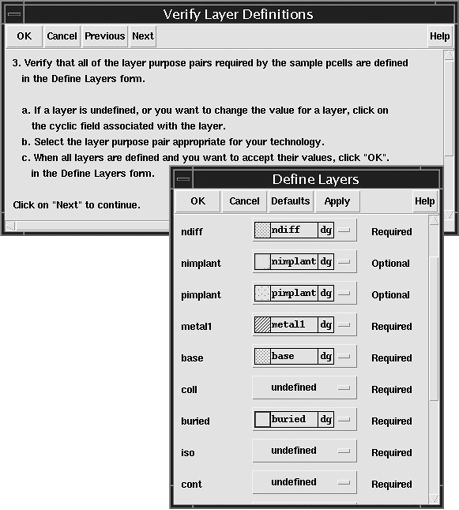 Verify Layer Definitions
OK Cancel Previous Next Help
3. Verify that all of the layer purpose pairs required by the sample pcells are defined
in the Define Layers form.
a. If a layer is undefined, or you want to change the value for a layer, click on
the cyclic field associated with the layer.
b. Select the layer purpose pair appropriate for your technology.
c. When all layers are defined and you want to accept their values, click "OK".
in the Define Layers form.
Click on "Next" to continue.
Define Layers
OK Cancel Defaults Apply Help
ndiff ndiff dg Required
nimplant nimplant dg Optional
pimplant pimplant dg Optional
metal1 metal1 dg Required
base base dg Required
coll undefined Required
buried buried dg Required
iso undefined Required
cont undefined Required